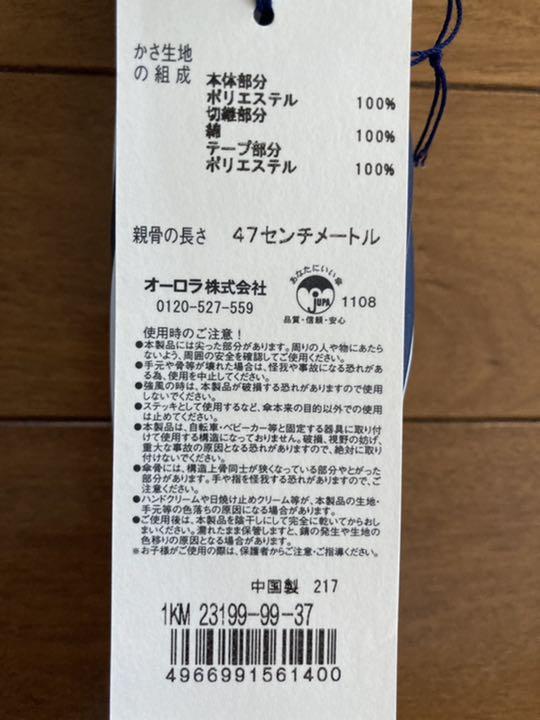 かさ生地
の組成
本体部分
ポリエステル 100%
切継部分
綿 100%
テープ部分
ポリエステル 100%
親骨の長さ 47センチメートル
オーロラ株式会社
0120-527-559
あなたにいい傘
JUPA
品質・信頼・安心
1108
使用時のご注意!
●本製品には尖った部分があります。周りの人や物にあたら
ないよう、周囲の安全を確認してご使用ください。
●手元や骨等が壊れた場合は、怪我や事故になる恐れがあ
る為、使用を中止してください。
●強風の時は、本製品が破損する恐れがありますので使用
しないでください。
●ステッキとして使用するなど、傘本来の目的以外での使用
は止めてください。
●本製品は、自転車・ベビーカー等と固定する器具に取り付
けて使用する構造になっておりません。破損、視野の妨げ、
重大な事故の原因となる恐れがありますので、絶対に取り
付けないでください。
●傘骨には、構造上骨同士が狭くなっている部分やとがった
部分があります。手や指を怪我する恐れがありますので、ご
注意ください。
●ハンドクリームや日焼け止めクリーム等が、本製品の生地・
手元等の色落ちの原因になる場合があります。
●ご使用後は、本製品を陰干しにして完全に乾いてからおし
まいください。濡れたまま保管しますと、錆の発生や生地の
色移りの原因となる場合があります。
※お子様がご使用の際は、保護者からご注意・ご指導ください。
中国製 217
1KM 23199-99-37
4966991561400